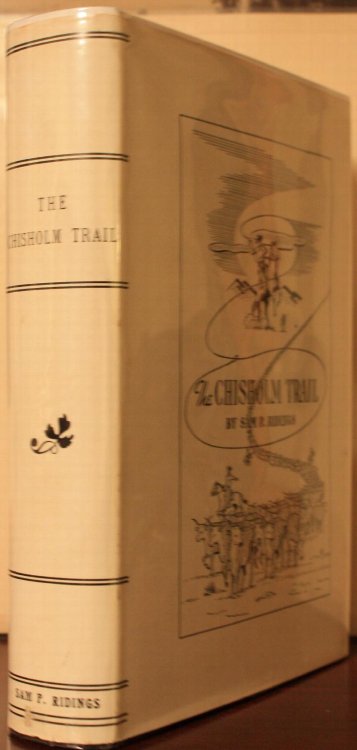 THE
CHISHOLM TRAIL
SAM P. RIDINGS
The CHISHOLM TRAIL
BY SAM P. RIDINGS